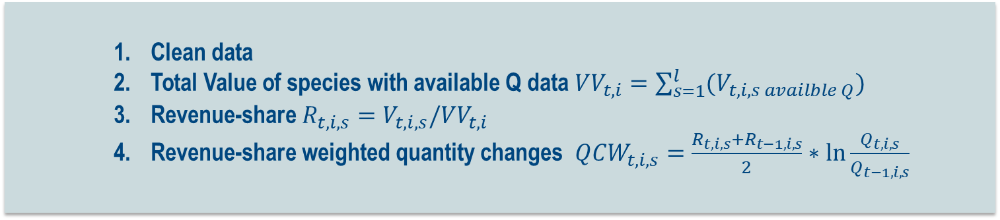 1. Clean data
2. Total Value of species with available Q data VV_{t,i} = ∑_{s=1}^{l}(V_{t,i,s availble Q})
3. Revenue-share R_{t,i,s} = V_{t,i,s}/VV_{t,i}
4. Revenue-share weighted quantity changes QCW_{t,i,s} = \frac{R_{t,i,s}+R_{t-1,i,s}}{2} * ln \frac{Q_{t,i,s}}{Q_{t-1,i,s}}